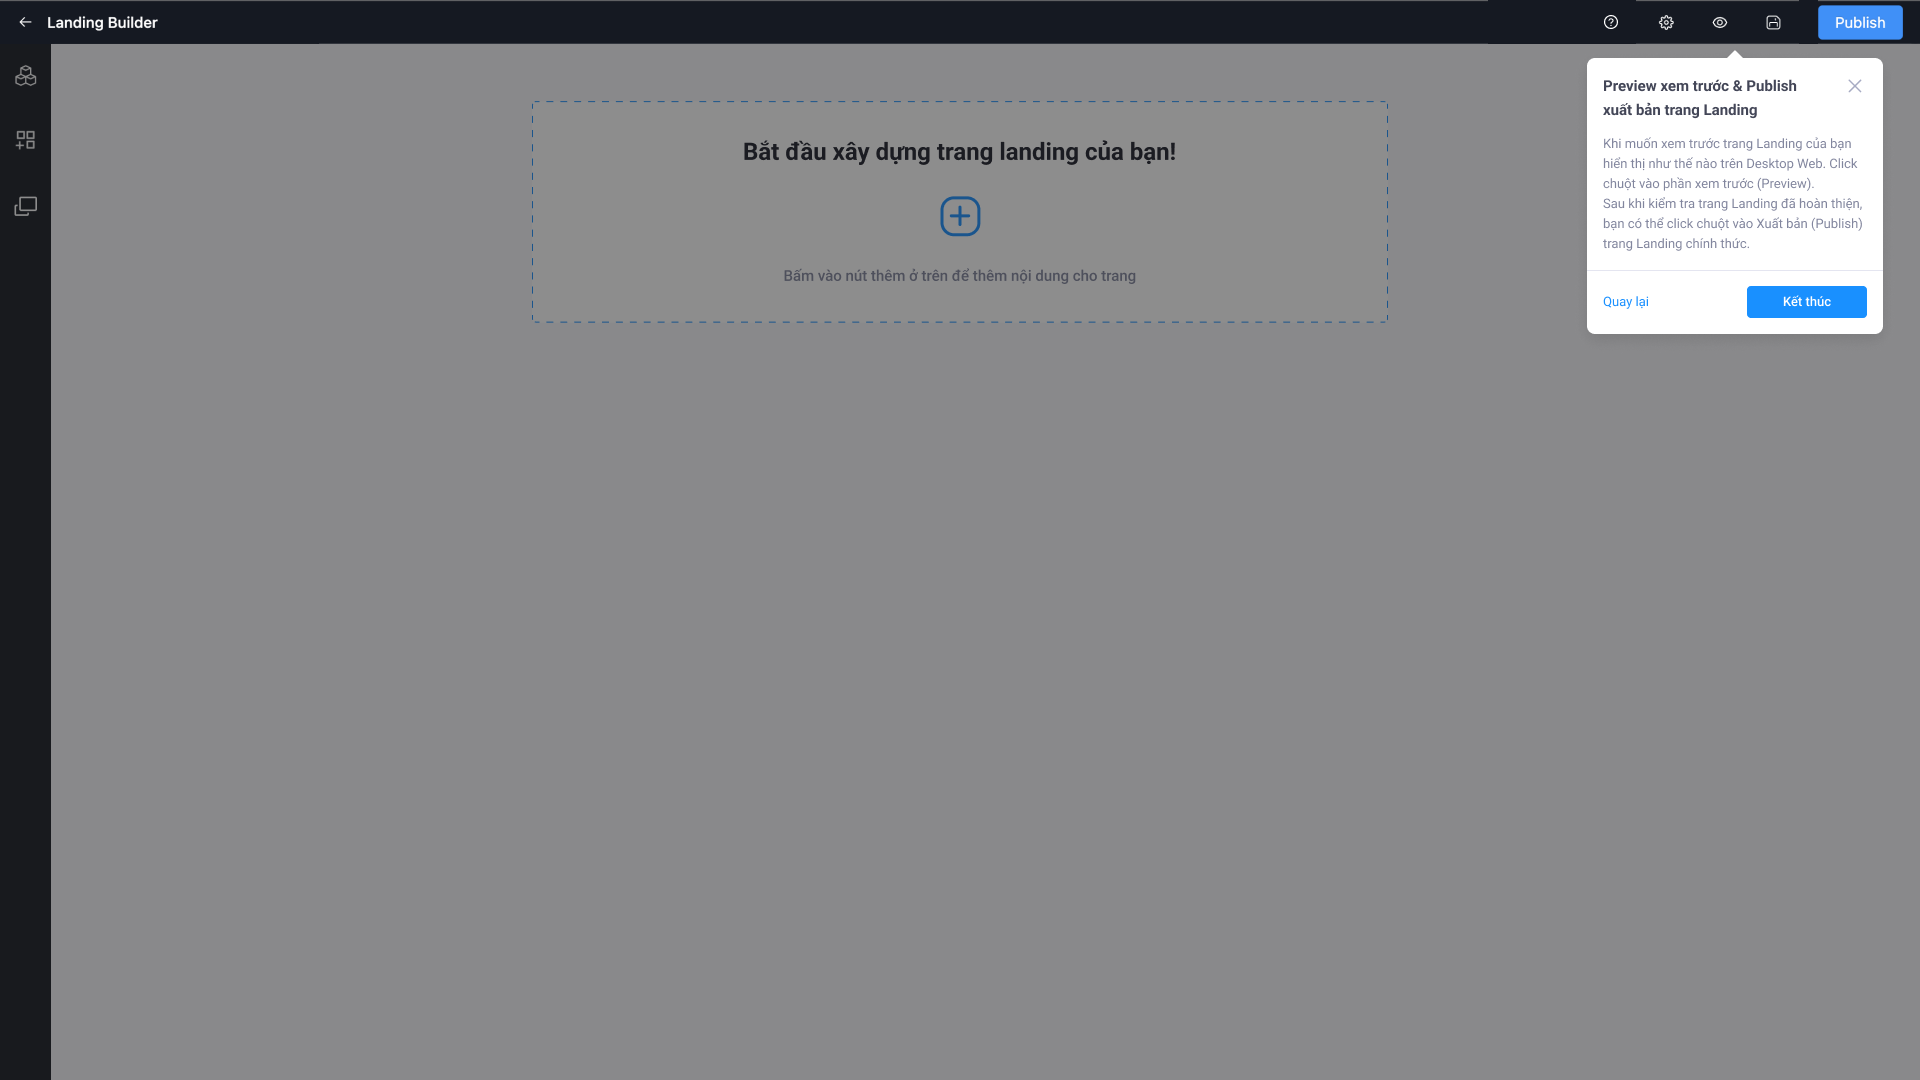 Landing Builder
Publish
Preview xem trước & Publish
xuất bản trang Landing
Khi muốn xem trước trang Landing của bạn
hiển thị như thế nào trên Desktop Web. Click
chuột vào phần xem trước (Preview).
Sau khi kiểm tra trang Landing đã hoàn thiện,
bạn có thể click chuột vào Xuất bản (Publish)
trang Landing chính thức.
Quay lại
Kết thúc
Bắt đầu xây dựng trang landing của bạn!
Bấm vào nút thêm ở trên để thêm nội dung cho trang